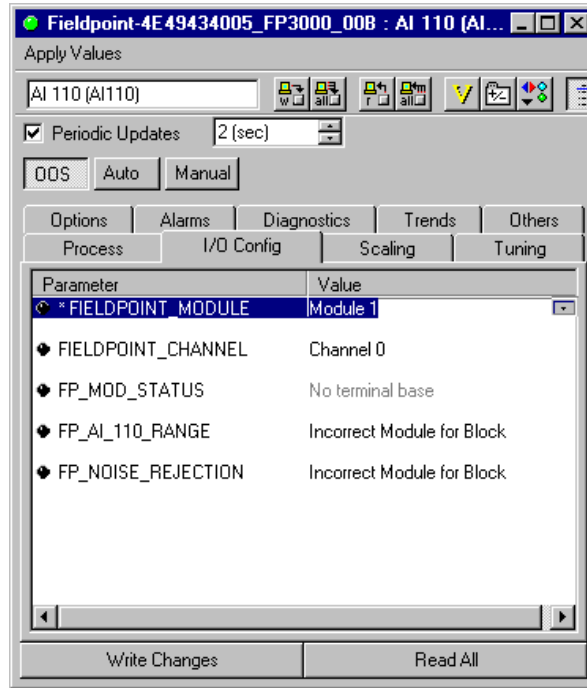 Fieldpoint-4E49434005_FP3000_00B : AI 110 (AI...
Apply Values
AI 110 (AI110)
w all r all
Periodic Updates 2 (sec)
OOS Auto Manual
Options Alarms Diagnostics Trends Others
Process I/O Config Scaling Tuning
Parameter Value
* FIELDPOINT_MODULE Module 1
FIELDPOINT_CHANNEL Channel 0
FP_MOD_STATUS No terminal base
FP_AI_110_RANGE Incorrect Module for Block
FP_NOISE_REJECTION Incorrect Module for Block
Write Changes Read All